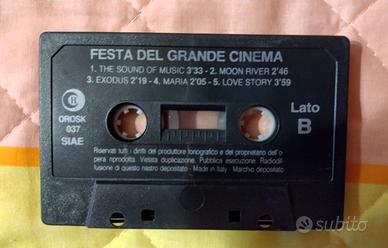 FESTA DEL GRANDE CINEMA
1. THE SOUND OF MUSIC 3'33 - 2. MOON RIVER 2'46
3. EXODUS 2'19 - 4. MARIA 2'05 - 5. LOVE STORY 3'59
OROSK
037
SIAE
Lato
B
Riservati tutti i diritti del produttore fonografico e del proprietario dell'o
pera riprodotta. Vietata duplicazione. Pubblica esecuzione. Radiodif
fusione di questo nastro depositato - Made in Italy - Marchio depositato
subito